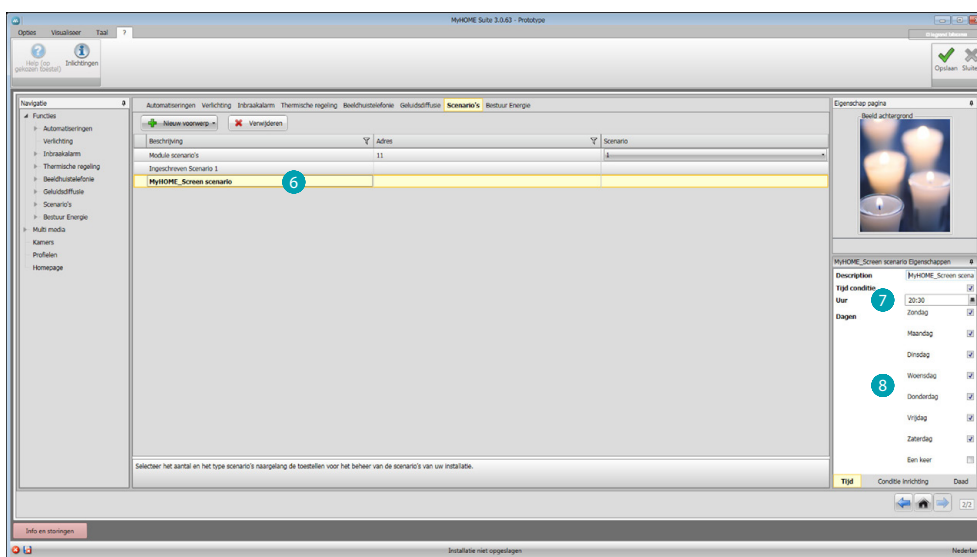 MyHOME Suite 3.0.63 - Prototype
Opties Visualiseer Taal ?
Help (op gekozen toestel)
Inlichtingen
Opslaan Sluite
Navigatie
Functies
Automatiseringen
Verlichting
Inbraakalarm
Thermische regeling
Beeldhuistelefonie
Geluidsdiffusie
Scenario's
Bestuur Energie
Multi media
Kamers
Profielen
Homepage
Automatiseringen Verlichting Inbraakalarm Thermische regeling Beeldhuistelefonie Geluidsdiffusie Scenario's Bestuur Energie
Nieuw voorwerp Verwijderen
Beschrijving Adres Scenario
Module scenario's 11 1
Ingeschreven Scenario 1
MyHOME_Screen scenario 6
Selecteer het aantal en het type scenario's naargelang de toestellen voor het beheer van de scenario's van uw installatie.
Eigenschap pagina
Beeld achtergrond
MyHOME_Screen scenario Eigenschappen
Description MyHOME_Screen scena
Tijd conditie
Uur 7 20:30
Dagen Zondag
Maandag
Dinsdag
Woensdag
8
Donderdag
Vrijdag
Zaterdag
Een keer
Tijd Conditie inrichting Daad
2/2
Info en storingen
Installatie niet opgeslagen
Nederlan